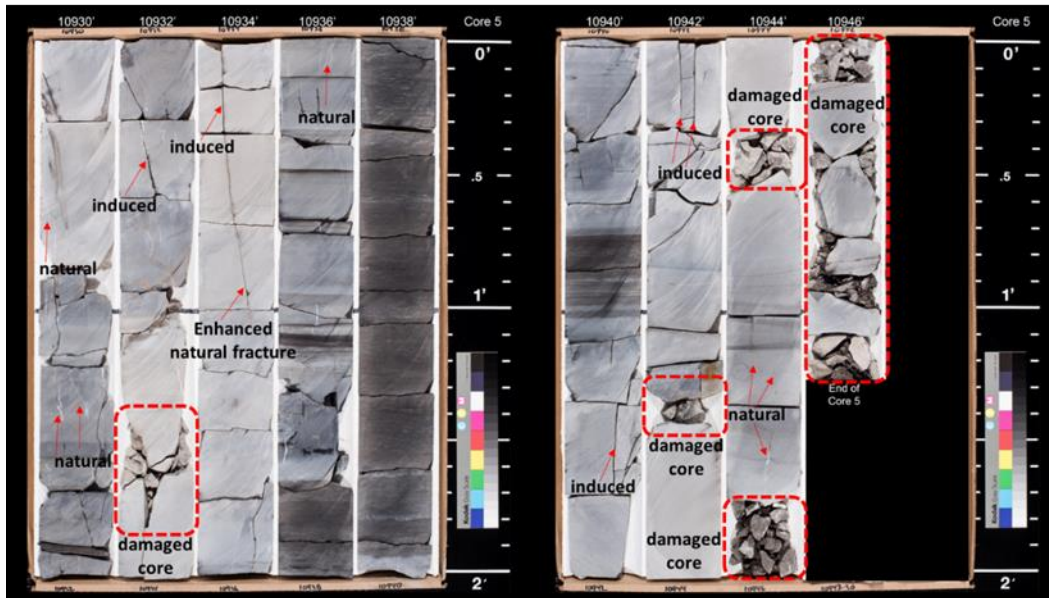 10930' 10932' 10934' 10936' 10938' Core 5
0'
natural
induced
.5
induced
natural
1'
Enhanced
natural fracture
natural
damaged
core
2'
10940' 10942' 10944' 10946' Core 5
0'
damaged
core
damaged
core
induced
.5
1'
End of
Core 5
natural
damaged
core
induced
damaged
core
2'